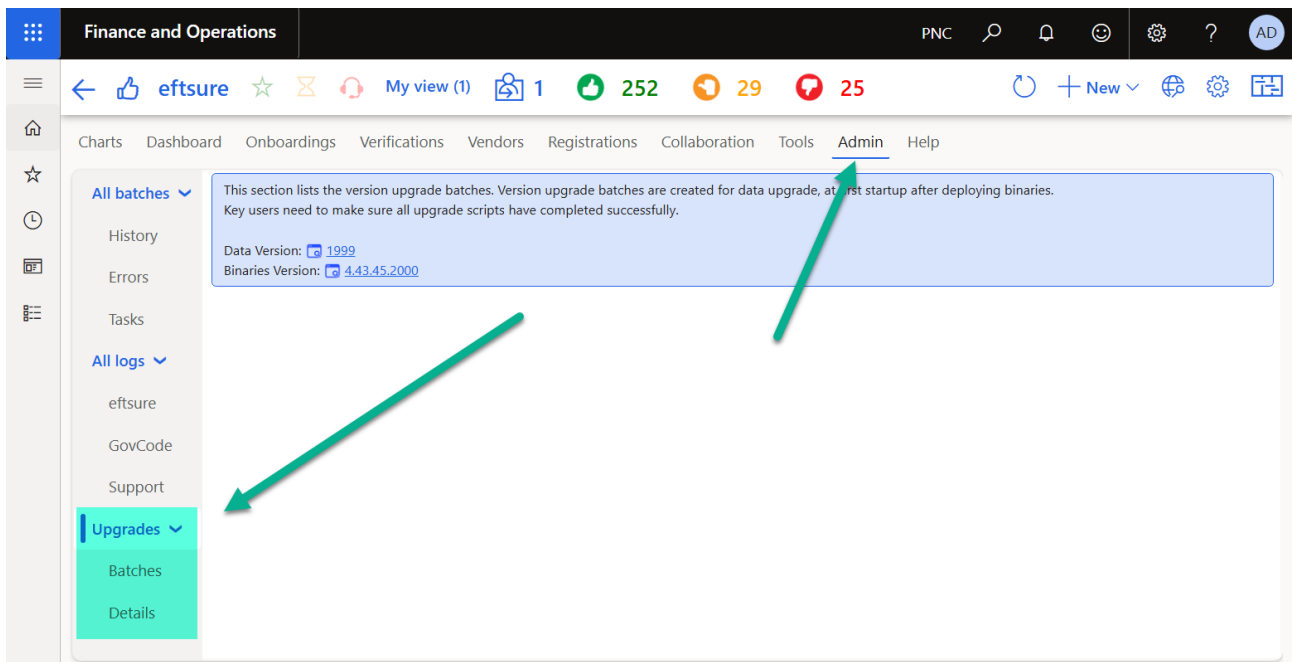 Finance and Operations
PNC
?
AD
eftsure
My view (1)
1
252
29
25
New
Charts Dashboard Onboardings Verifications Vendors Registrations Collaboration Tools Admin Help
All batches
History
Errors
Tasks
All logs
eftsure
GovCode
Support
Upgrades
Batches
Details
This section lists the version upgrade batches. Version upgrade batches are created for data upgrade, at first startup after deploying binaries.
Key users need to make sure all upgrade scripts have completed successfully.
Data Version: 1999
Binaries Version: 4.43.45.2000